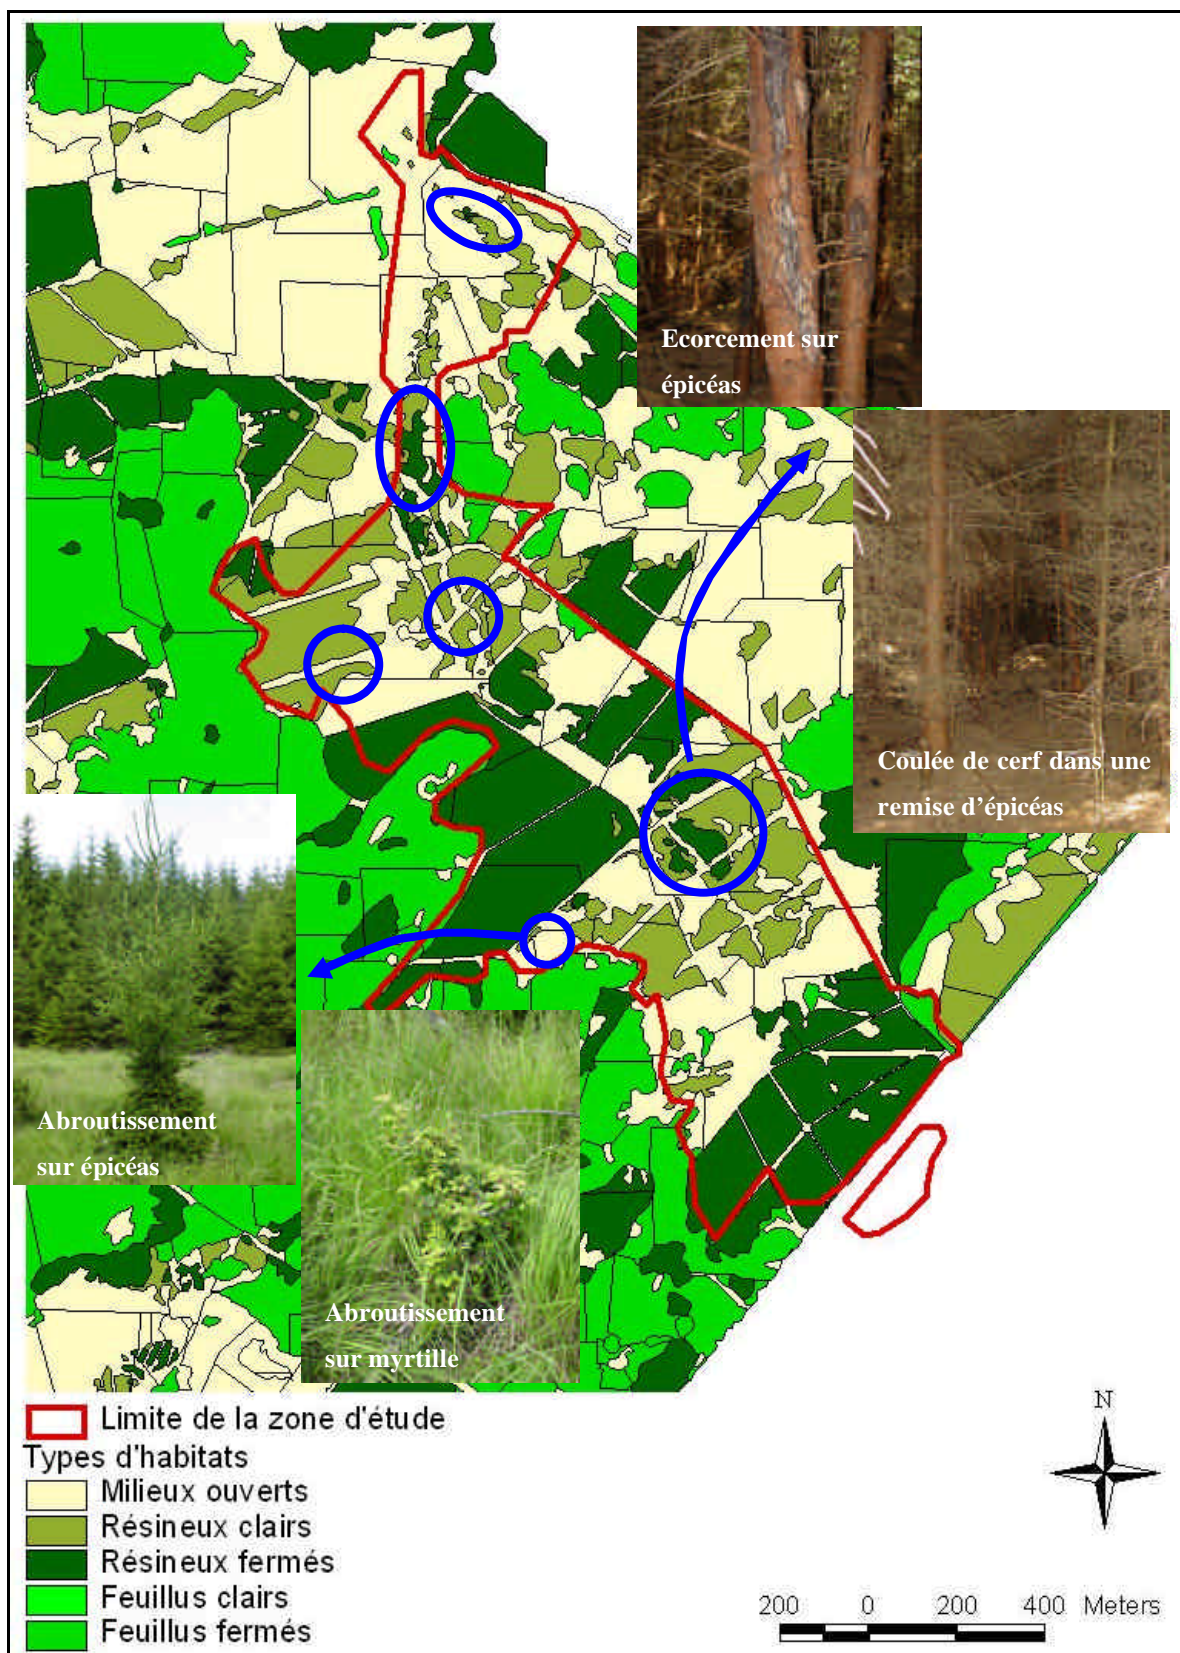 Ecorcement sur
épicéas
Coulée de cerf dans une
remise d'épicéas
Abroutissement
sur épicéas
Abroutissement
sur myrtille
Limite de la zone d'étude
Types d'habitats
Milieux ouverts
Résineux clairs
Résineux fermés
Feuillus clairs
Feuillus fermés
N
200 0 200 400 Meters